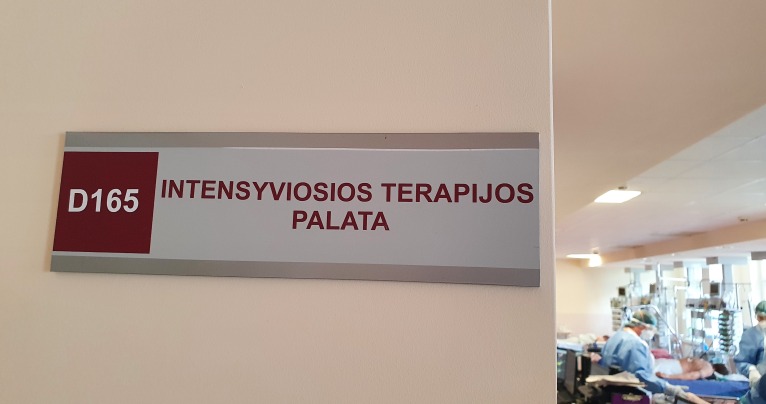 D165
INTENSYVIOSIOS TERAPIJOS
PALATA